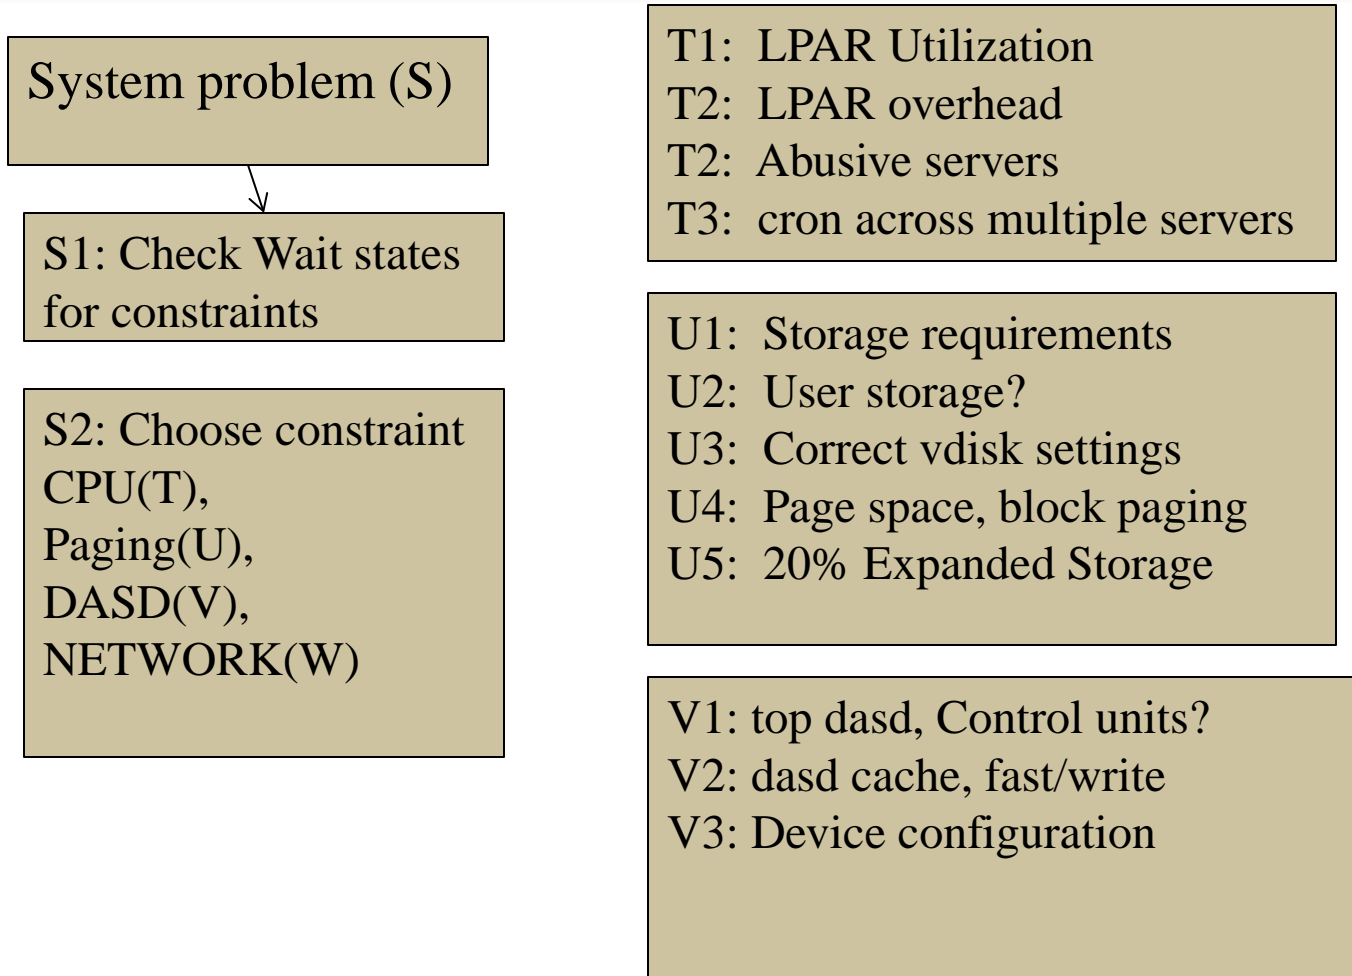 System problem (S)
S1: Check Wait states
for constraints
S2: Choose constraint
CPU(T),
Paging(U),
DASD(V),
NETWORK(W)
T1:  LPAR Utilization
T2:  LPAR overhead
T2:  Abusive servers
T3:  cron across multiple servers
U1:  Storage requirements
U2:  User storage?
U3:  Correct vdisk settings
U4:  Page space, block paging
U5:  20% Expanded Storage
V1: top dasd, Control units?
V2: dasd cache, fast/write
V3: Device configuration